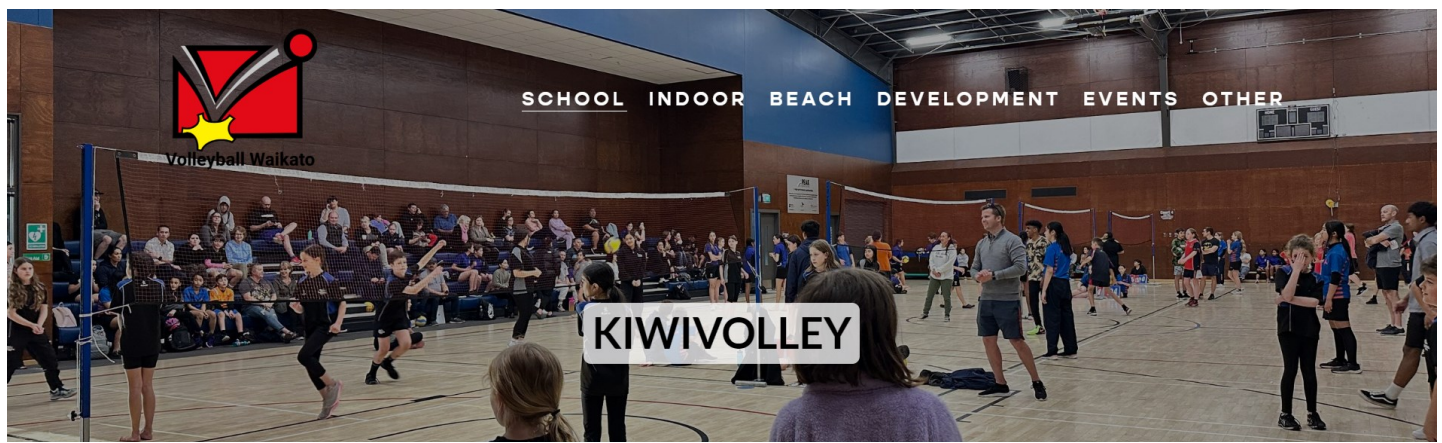 Volleyball Waikato
SCHOOL INDOOR BEACH DEVELOPMENT EVENTS OTHER
KIWIVOLLEY